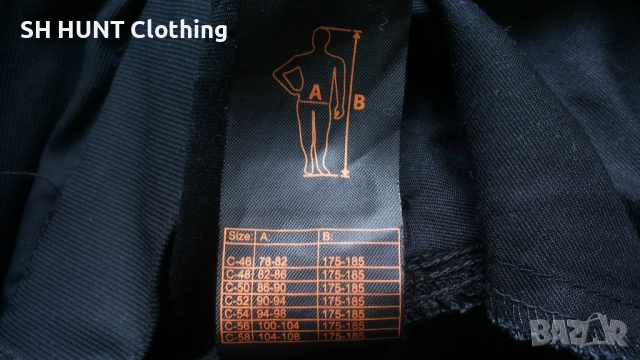 SH HUNT Clothing
A
B
Size: A: B:
C-46 78-82 175-185
C-48 82-86 175-185
C-50 86-90 175-185
C-52 90-94 175-185
C-54 94-98 175-185
C-56 100-104 175-185
C-58 104-108 175-185
BAZAR